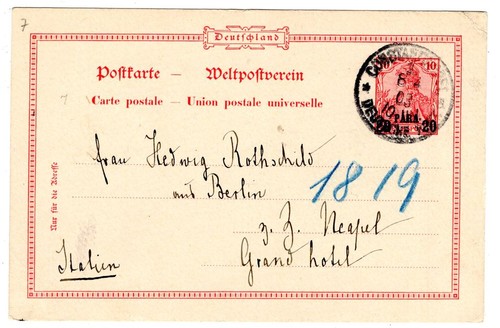 7
Deutschland
Postkarte — Weltpostverein
Carte postale — Union postale universelle
10
PARA 20
Nur für die Adresse
Frau Hedwig Rothschild
aus Berlin
1819
z. Z. Neapel
Grand hotel
Italien